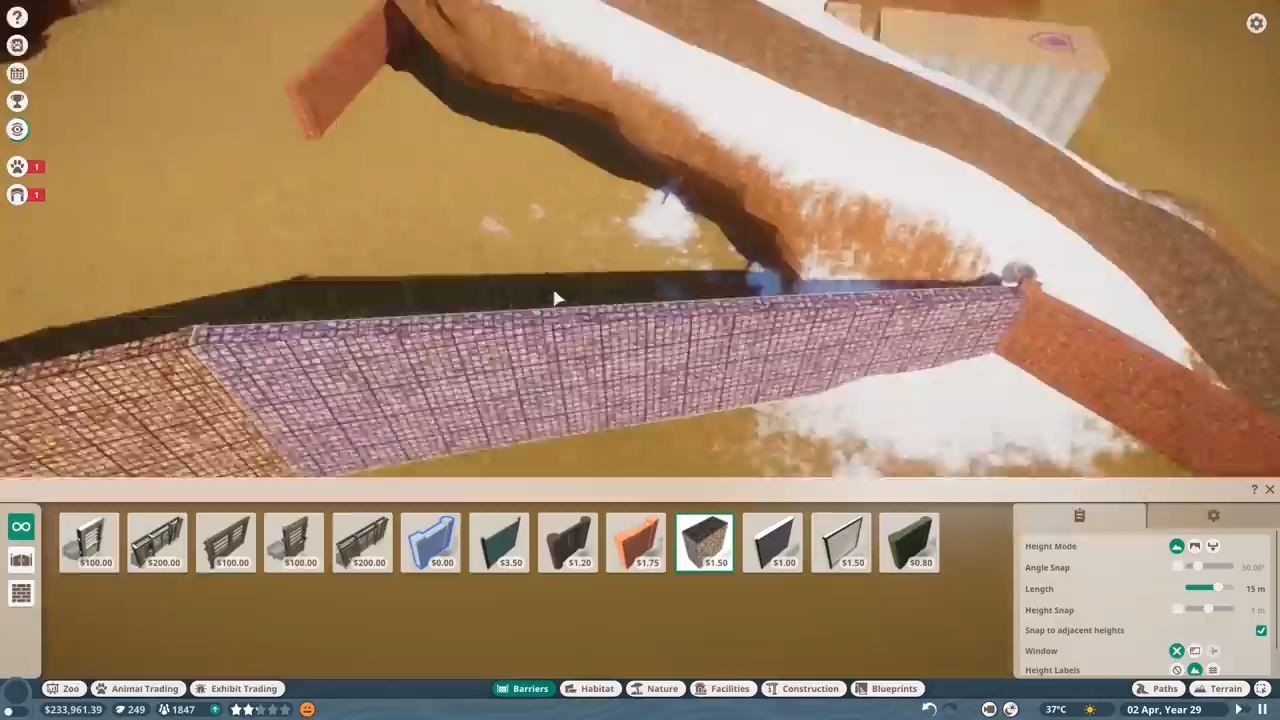 ?
1
1
? ×
$100.00 $200.00 $100.00 $100.00 $200.00 $0.00 $3.50 $1.20 $1.75 $1.50 $1.00 $1.50 $0.80
Height Mode
Angle Snap 30.00°
Length 15 m
Height Snap 1 m
Snap to adjacent heights
Window
Height Labels
Zoo Animal Trading Exhibit Trading Barriers Habitat Nature Facilities Construction Blueprints Paths Terrain
$233,961.39 249 1847 37°C 02 Apr, Year 29